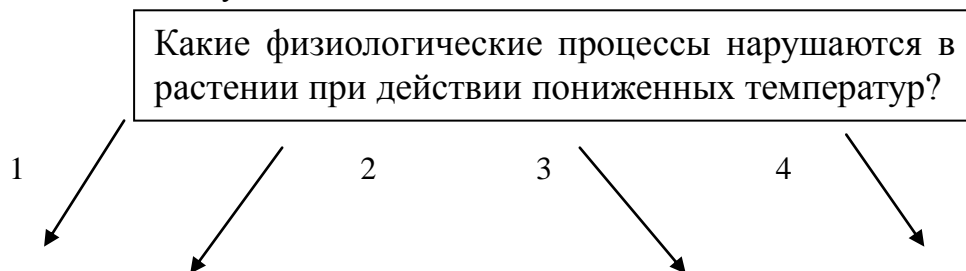 Какие физиологические процессы нарушаются в
растении при действии пониженных температур?
1 2 3 4